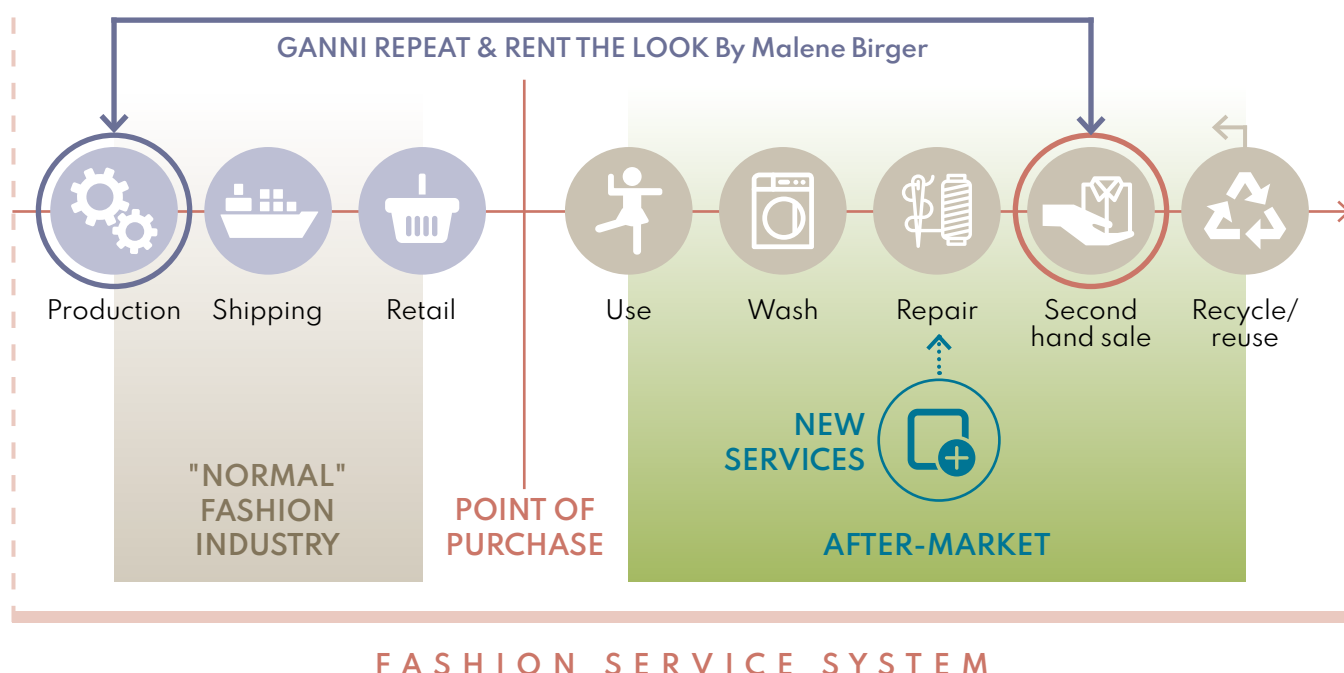 GANNI REPEAT & RENT THE LOOK By Malene Birger
Production
Shipping
Retail
Use
Wash
Repair
Second
hand sale
Recycle/
reuse
NEW
SERVICES
"NORMAL"
FASHION
INDUSTRY
POINT OF
PURCHASE
AFTER-MARKET
FASHION SERVICE SYSTEM